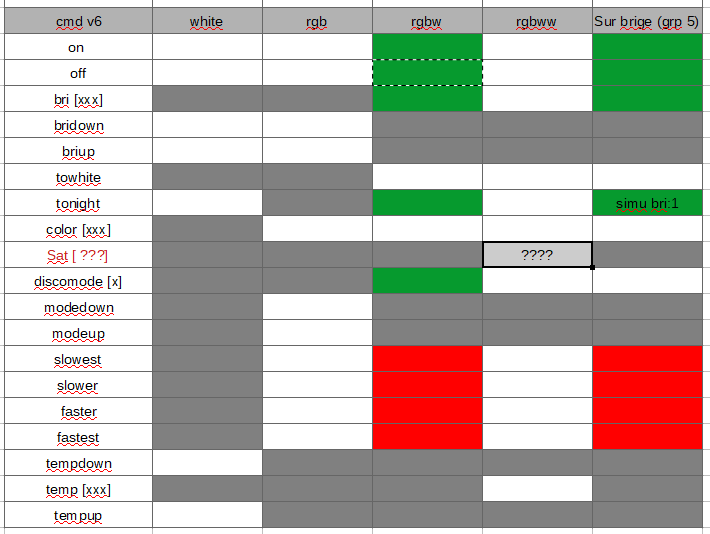 cmd v6 white rgb rgbw rgbww Sur brige (grp 5)
on
off
bri [xxx]
bridown
briup
towhite
tonight simu bri:1
color [xxx]
Sat [ ???] ????
discomode [x]
modedown
modeup
slowest
slower
faster
fastest
tempdown
temp [xxx]
tempup